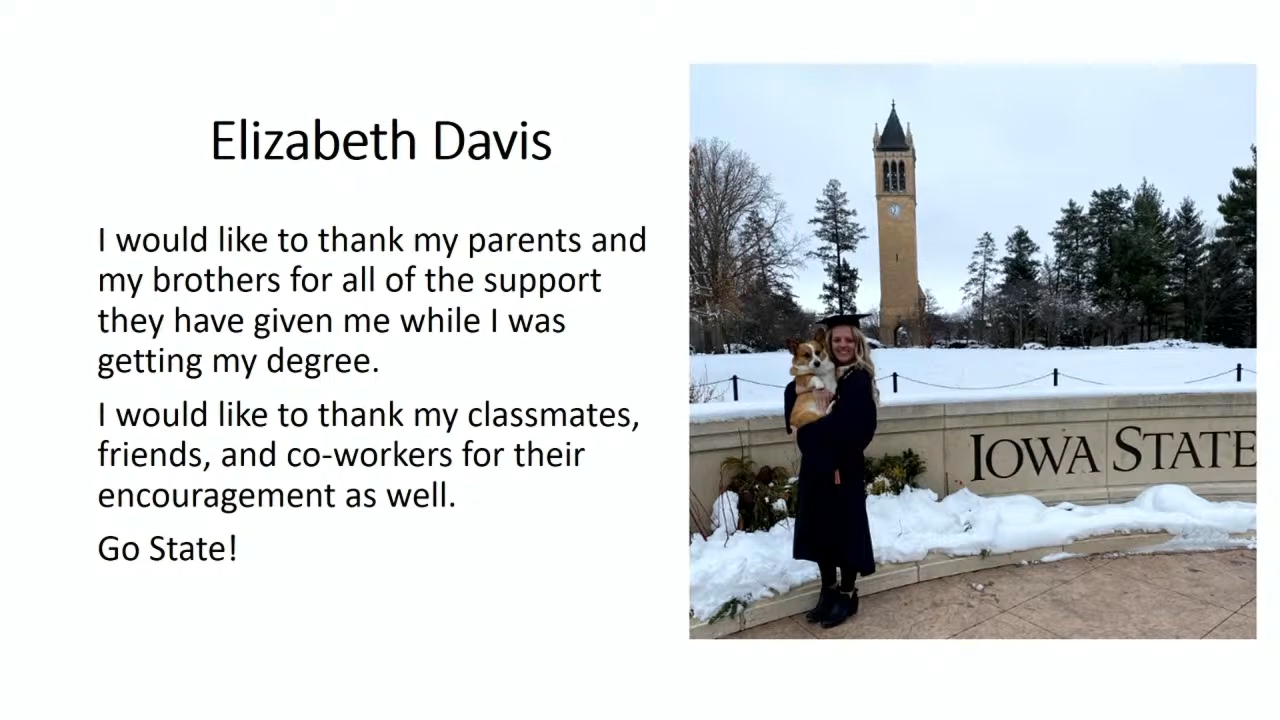 Elizabeth Davis
I would like to thank my parents and
my brothers for all of the support
they have given me while I was
getting my degree.
I would like to thank my classmates,
friends, and co-workers for their
encouragement as well.
Go State!
IOWA STATE